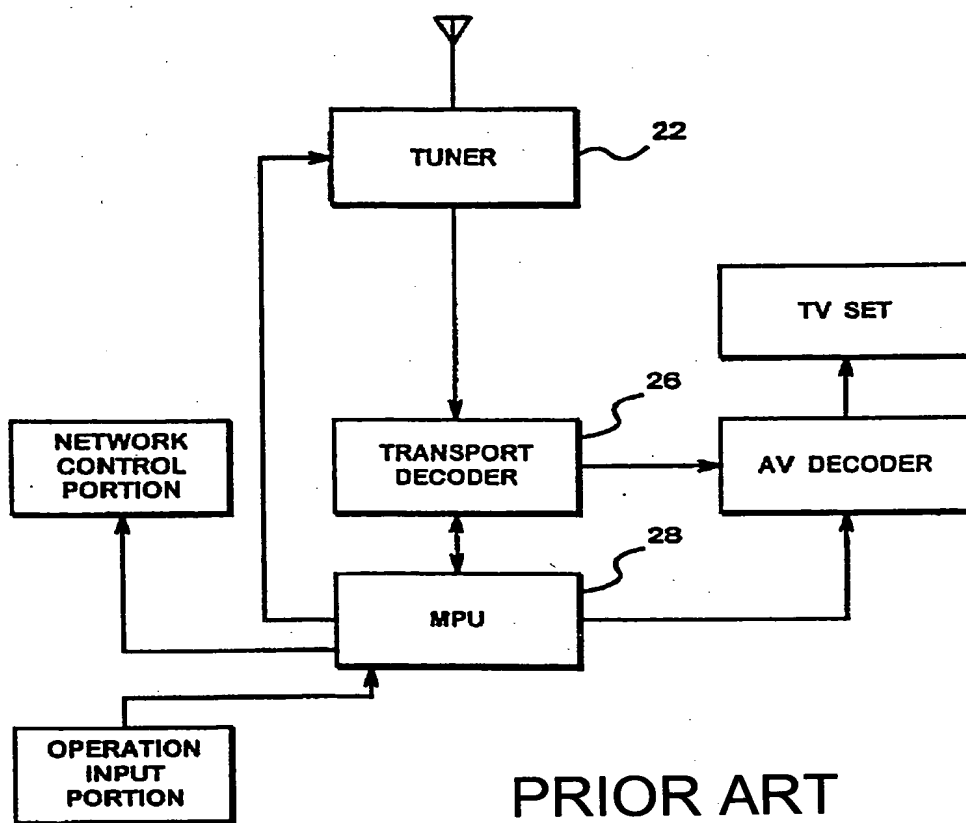 TUNER
22
TV SET
26
NETWORK
CONTROL
PORTION
TRANSPORT
DECODER
AV DECODER
28
MPU
OPERATION
INPUT
PORTION
PRIOR ART